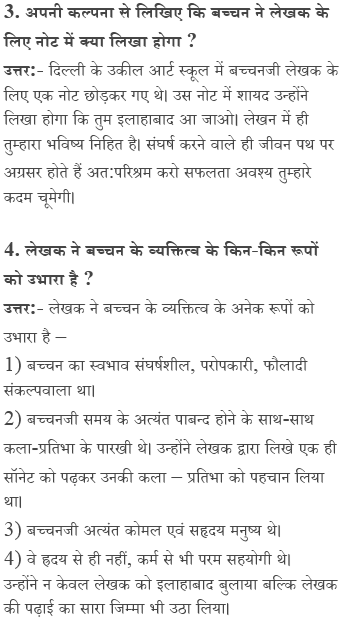 3. अपनी कल्पना से लिखिए कि बच्चन ने लेखक के
लिए नोट में क्या लिखा होगा ?
उत्तर:- दिल्ली के उकील आर्ट स्कूल में बच्चनजी लेखक के
लिए एक नोट छोड़कर गए थे। उस नोट में शायद उन्होंने
लिखा होगा कि तुम इलाहाबाद आ जाओ। लेखन में ही
तुम्हारा भविष्य निहित है। संघर्ष करने वाले ही जीवन पथ पर
अग्रसर होते हैं अत:परिश्रम करो सफलता अवश्य तुम्हारे
कदम चूमेगी।
4. लेखक ने बच्चन के व्यक्तित्व के किन-किन रूपों
को उभारा है ?
उत्तर:- लेखक ने बच्चन के व्यक्तित्व के अनेक रूपों को
उभारा है –
1) बच्चन का स्वभाव संघर्षशील, परोपकारी, फौलादी
संकल्पवाला था।
2) बच्चनजी समय के अत्यंत पाबन्द होने के साथ-साथ
कला-प्रतिभा के पारखी थे। उन्होंने लेखक द्वारा लिखे एक ही
सॉनेट को पढ़कर उनकी कला – प्रतिभा को पहचान लिया
था।
3) बच्चनजी अत्यंत कोमल एवं सहृदय मनुष्य थे।
4) वे ह्रदय से ही नहीं, कर्म से भी परम सहयोगी थे।
उन्होंने न केवल लेखक को इलाहाबाद बुलाया बल्कि लेखक
की पढ़ाई का सारा जिम्मा भी उठा लिया।